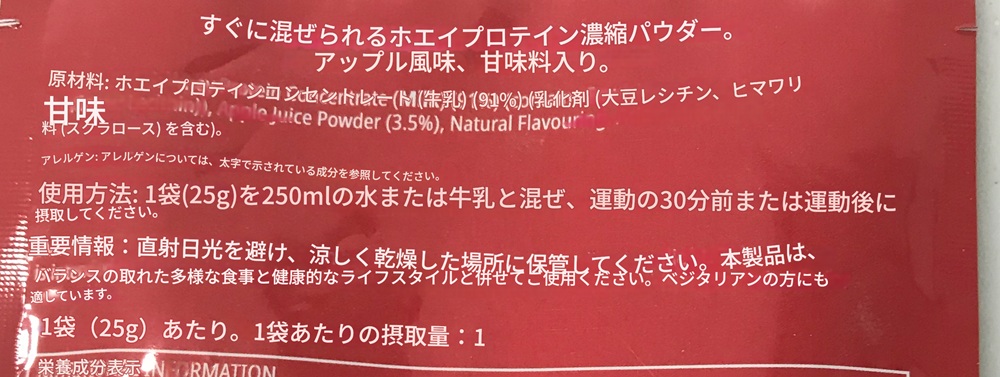 すぐに混ぜられるホエイプロテイン濃縮パウダー。
アップル風味、甘味料入り。
原材料: ホエイプロテインコンセントレート (牛乳) (91%) (乳化剤 (大豆レシチン、ヒマワリ
Apple Juice Powder (3.5%), Natural Flavouring
甘味
料 (スクラロース) を含む)。
アレルゲン: アレルゲンについては、太字で示されている成分を参照してください。
使用方法: 1袋(25g)を250mlの水または牛乳と混ぜ、運動の30分前または運動後に
摂取してください。
重要情報：直射日光を避け、涼しく乾燥した場所に保管してください。本製品は、
バランスの取れた多様な食事と健康的なライフスタイルと併せてご使用ください。ベジタリアンの方にも
適しています。
1袋（25g）あたり。1袋あたりの摂取量：1
栄養成分表示 INFORMATION